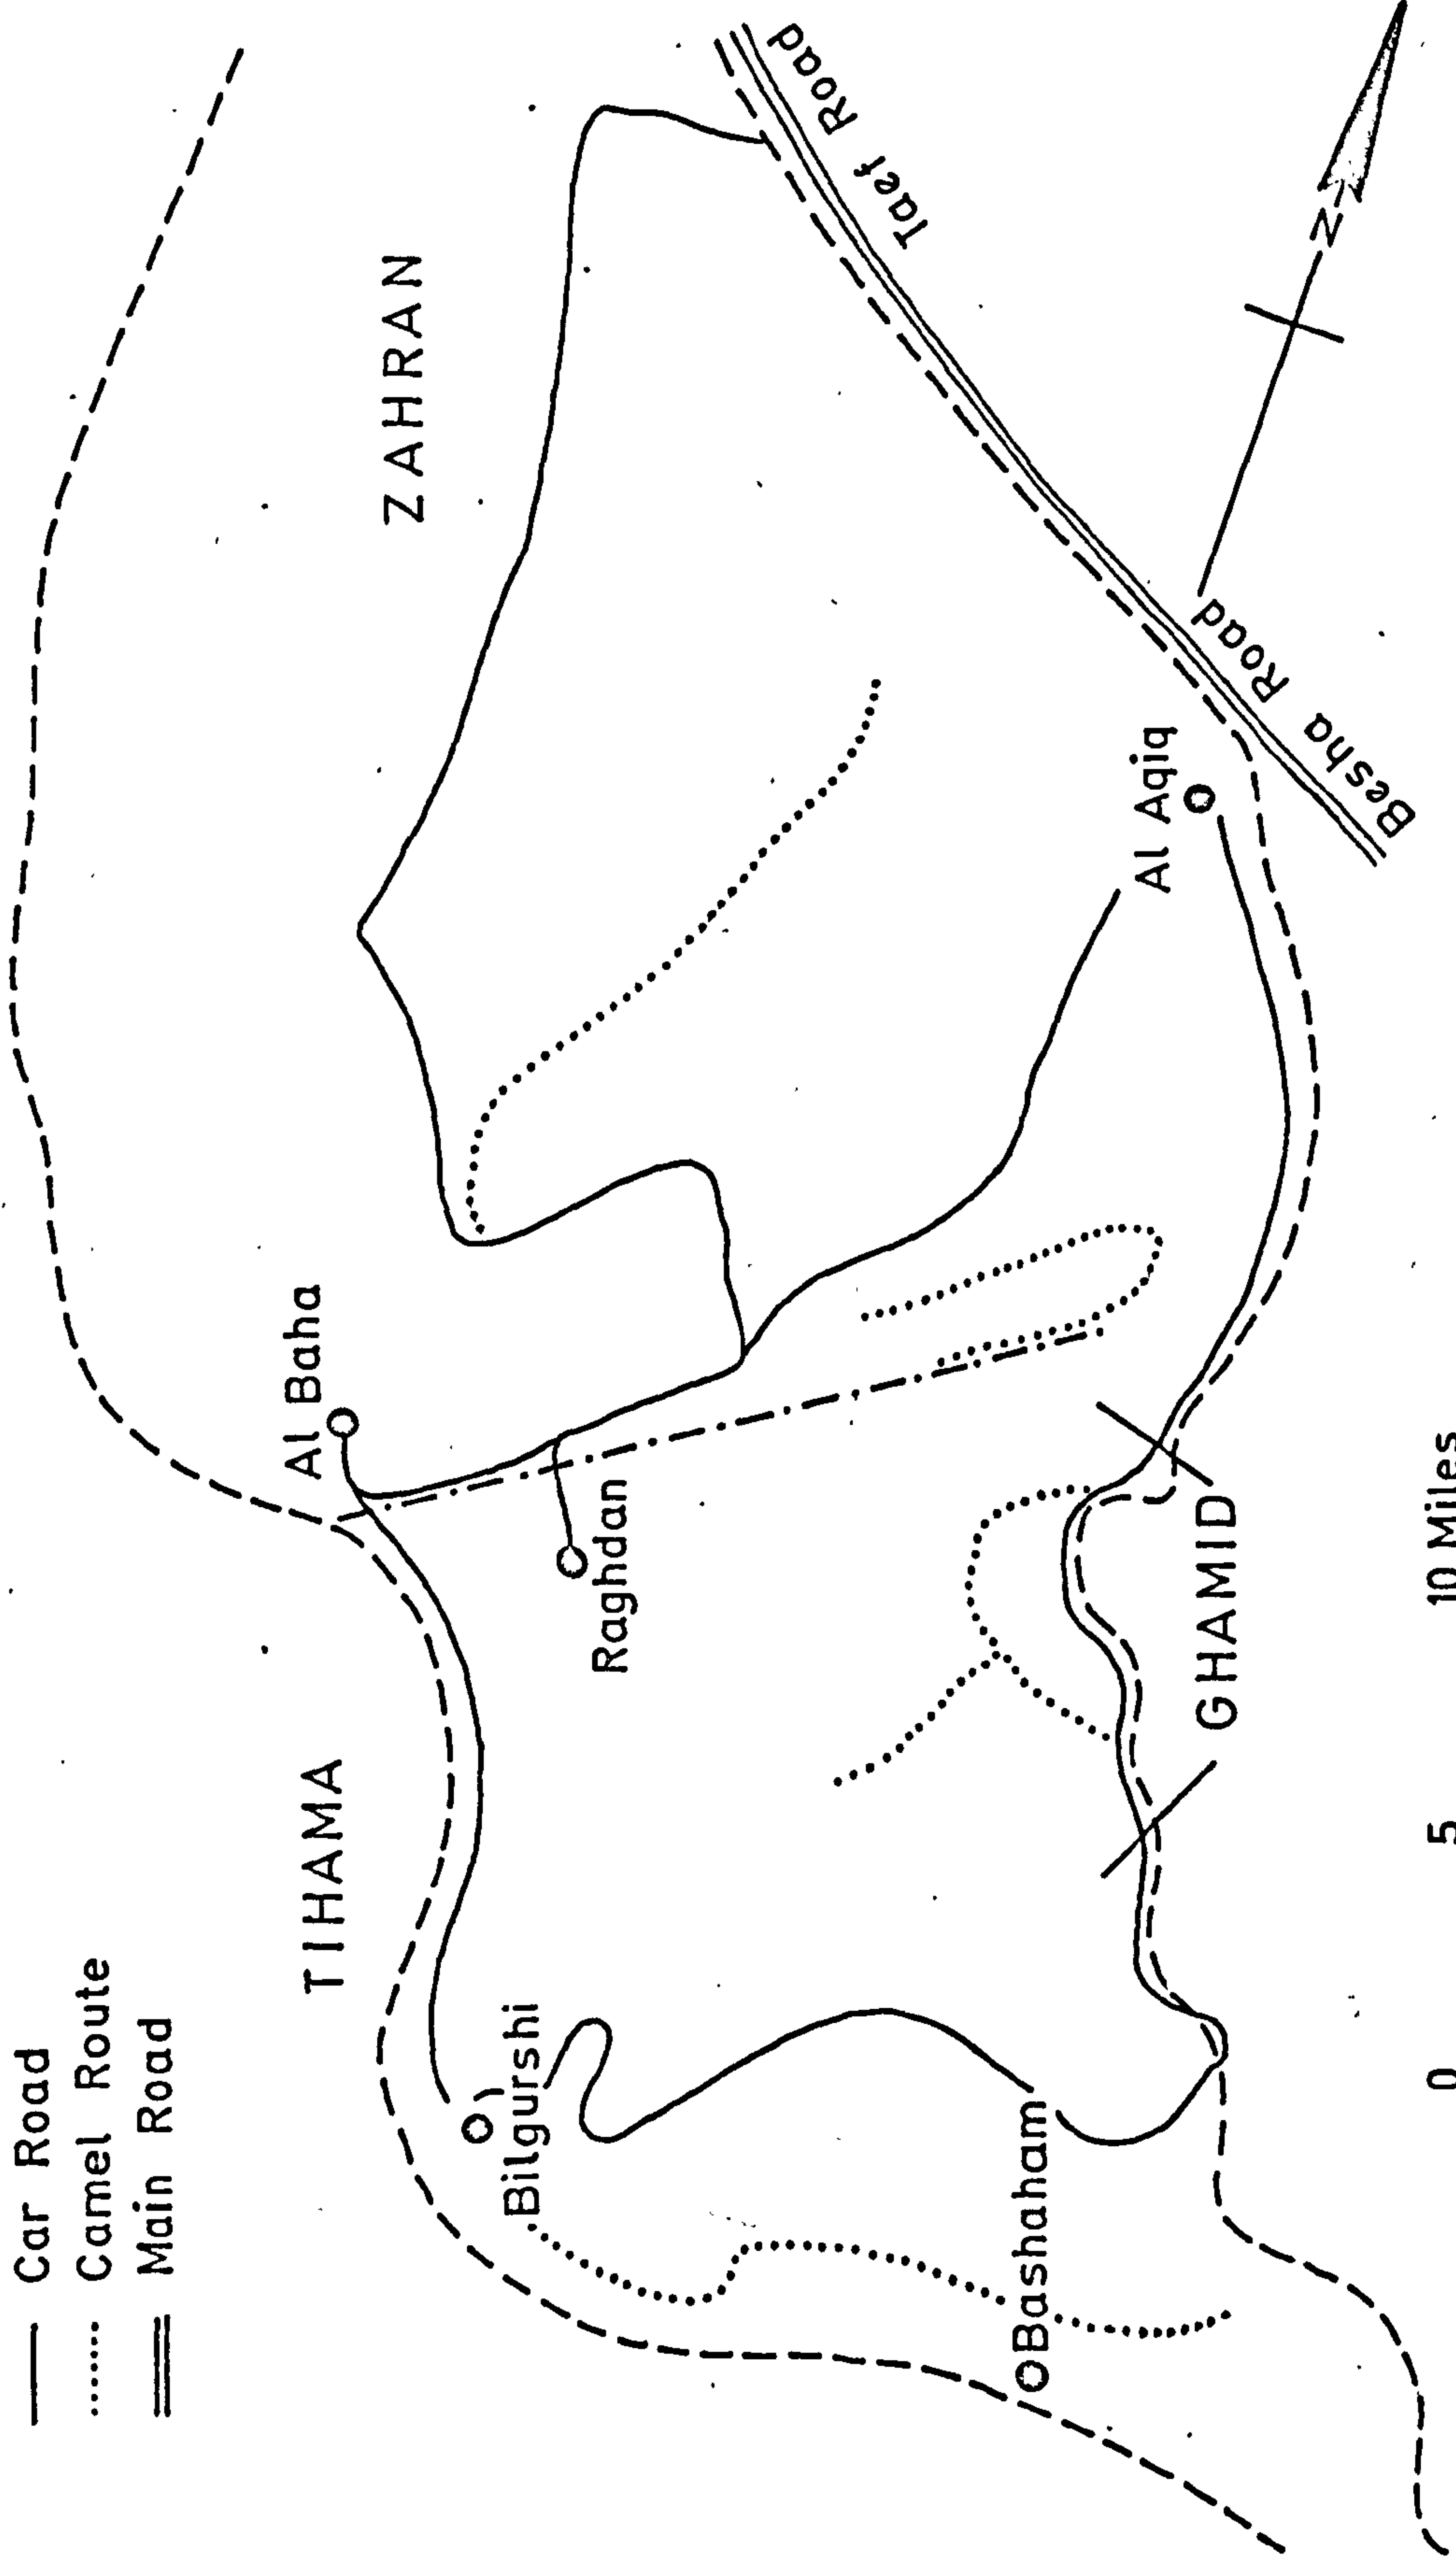 Car Road
Camel Route
Main Road
TIHAMA
ZAHRAN
Al Baha
Raghdan
Bilgurshi
Bashaham
GHAMID
Al Aqiq
Taef Road
Besha Road
N
0 5 10 Miles